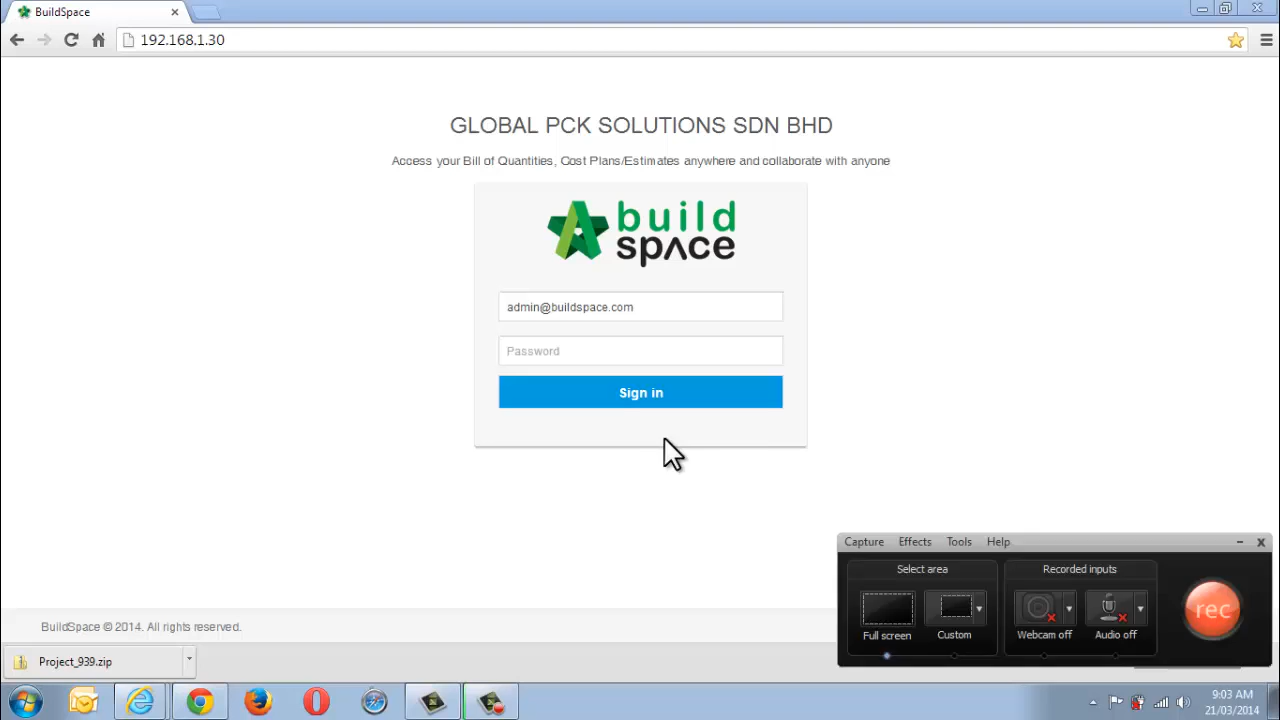 BuildSpace
192.168.1.30
GLOBAL PCK SOLUTIONS SDN BHD
Access your Bill of Quantities, Cost Plans/Estimates anywhere and collaborate with anyone
build
space
admin@buildspace.com
Password
Sign in
Capture Effects Tools Help
Select area Recorded inputs
rec
Full screen Custom Webcam off Audio off
BuildSpace © 2014. All rights reserved.
Project_939.zip
9:03 AM
21/03/2014